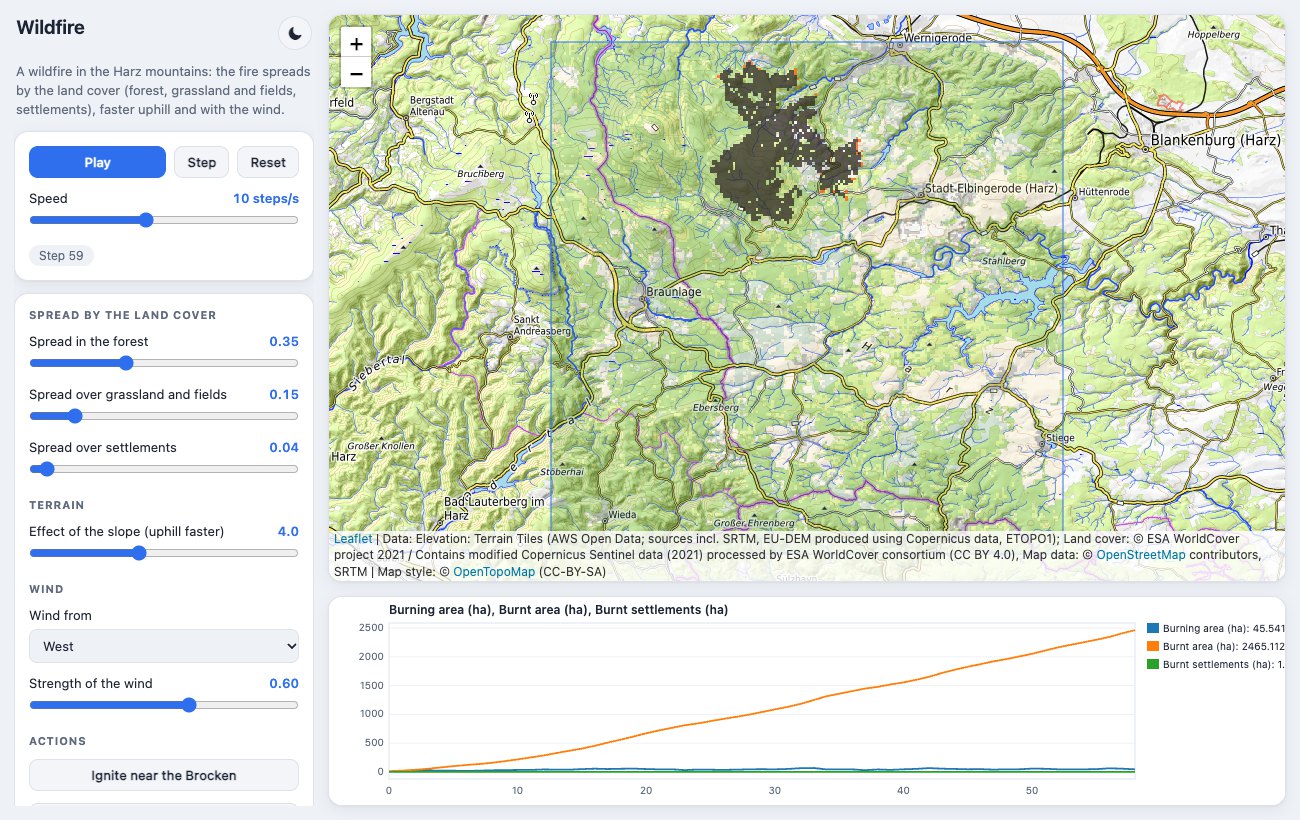 Wildfire
A wildfire in the Harz mountains: the fire spreads
by the land cover (forest, grassland and fields,
settlements), faster uphill and with the wind.
Play
Step
Reset
Speed
10 steps/s
Step 59
SPREAD BY THE LAND COVER
Spread in the forest
0.35
Spread over grassland and fields
0.15
Spread over settlements
0.04
TERRAIN
Effect of the slope (uphill faster)
4.0
WIND
Wind from
West
Strength of the wind
0.60
ACTIONS
Ignite near the Brocken
+
−
Wernigerode
Hoppelberg
rfeld
Bergstadt
Altenau
Blankenburg (Harz)
Bruchberg
Stadt Elbingerode (Harz)
Hüttenrode
Tha
Stahlberg
Braunlage
Sankt
Andreasberg
Siebertal
H
a
r
z
Fr
Weg
Ebersberg
Großer Knollen
Harz
Stiege
Stoberhai
Bad Lauterberg im
Harz
Wieda
Großer Ehrenberg
Leaflet | Data: Elevation: Terrain Tiles (AWS Open Data; sources incl. SRTM, EU-DEM produced using Copernicus data, ETOPO1); Land cover: © ESA WorldCover
project 2021 / Contains modified Copernicus Sentinel data (2021) processed by ESA WorldCover consortium (CC BY 4.0), Map data: © OpenStreetMap contributors,
SRTM | Map style: © OpenTopoMap (CC-BY-SA)
Sülzhayn
Burning area (ha), Burnt area (ha), Burnt settlements (ha)
2500
2000
1500
1000
500
0
0
10
20
30
40
50
Burning area (ha): 45.541
Burnt area (ha): 2465.112
Burnt settlements (ha): 1.